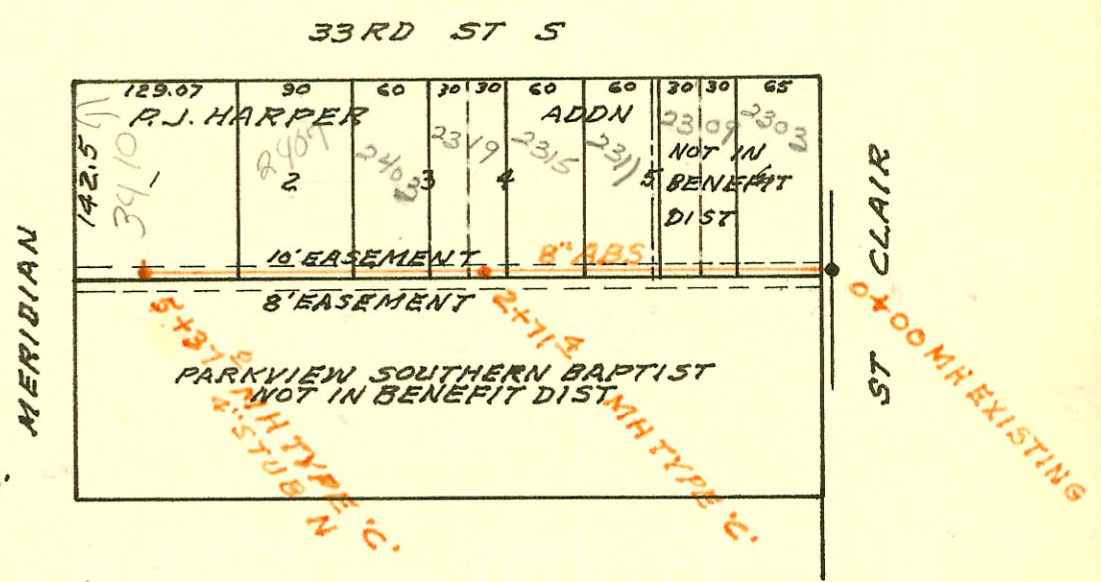 33RD ST S
129.07 90 60 30 30 60 60 30 30 65
P.J. HARPER ADDN
142.5
3410
2407
2403
2319
2315
2311
2309
2303
NOT IN
BENEFIT
DIST
1 2 3 4 5
10' EASEMENT
8" ABS
8' EASEMENT
MERIDIAN
ST CLAIR
PARKVIEW SOUTHERN BAPTIST
NOT IN BENEFIT DIST
5+37 MH TYPE 'C'
4" STUB N
2+71 4 MH TYPE 'C'
0+00 MH EXISTING